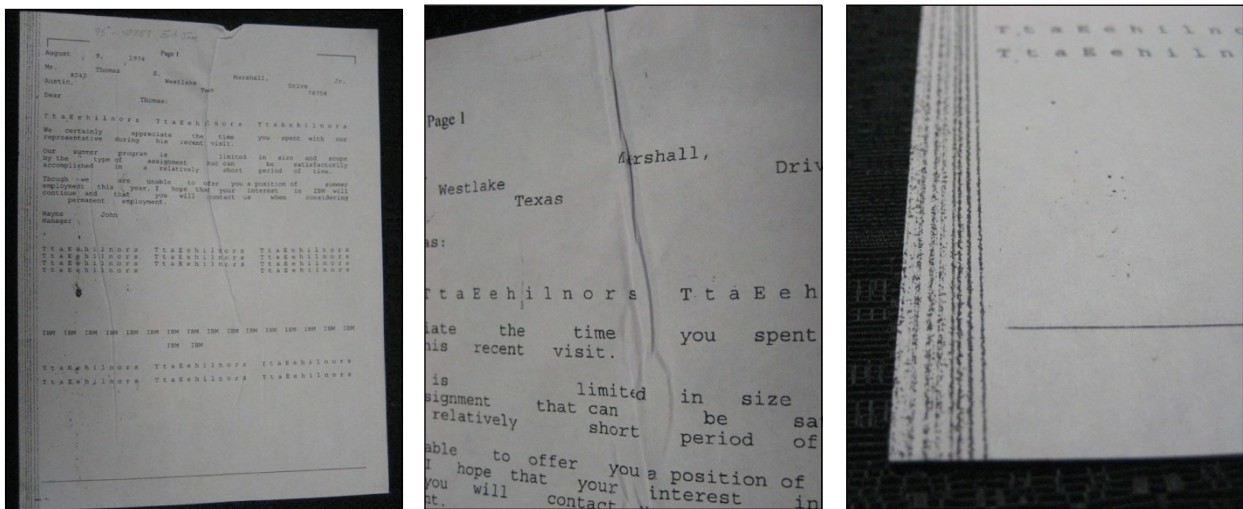 Page 1
August , 9, 1974
Mr. Thomas E. Marshall, Jr.
8243 Westlake Drive
Austin. Texas 78758
Dear Thomas:
T t a E e h i l n o r s T t a E e h i l n o r s T t a E e h i l n o r s
We certainly appreciate the time you spent with our
representative during his recent visit.
Our summer program is limited in size and scope
by the type of assignment that can be satisfactorily
accomplished in a relatively short period of time.
Though we are unable to offer you a position of summer
employment this year, I hope that your interest in IBM will
continue and that you will contact us when considering
permanent employment.
Wayne John
Manager
T t a E e h i l n o r s T t a E e h i l n o r s T t a E e h i l n o r s
T t a E e h i l n o r s T t a E e h i l n o r s T t a E e h i l n o r s
T t a E e h i l n o r s T t a E e h i l n o r s T t a E e h i l n o r s
T t a E e h i l n o r s T t a E e h i l n o r s
IBM IBM IBM IBM IBM IBM IBM IBM IBM IBM IBM IBM IBM IBM IBM IBM
IBM IBM
T t a E e h i l n o r s T t a E e h i l n o r s T t a E e h i l n o r s
T t a E e h i l n o r s T t a E e h i l n o r s T t a E e h i l n o r s
Page 1
Marshall,
Driv
Westlake
Texas
as:
T t a E e h i l n o r s T t a E e h
iate the time you spent
his recent visit.
is limited in size
signment that can be sa
relatively short period of
able to offer you a position of
I hope that your interest in
you will contact
nt.
T t a E e h i l n o
T t a E e h i l n